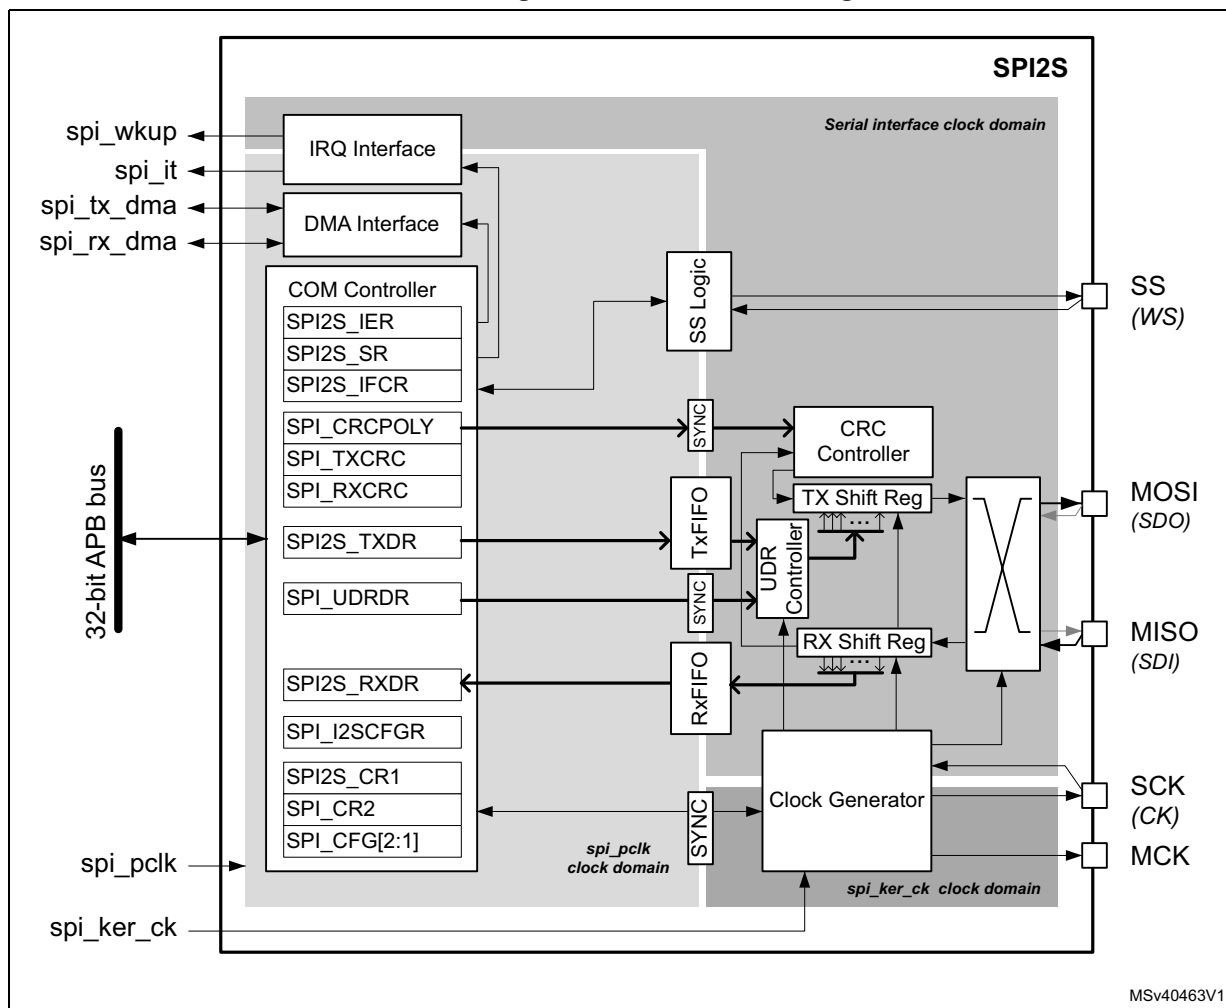 SPI2S
Serial interface clock domain
spi_wkup
spi_it
spi_tx_dma
spi_rx_dma
IRQ Interface
DMA Interface
COM Controller
SPI2S_IER
SPI2S_SR
SPI2S_IFCR
SPI_CRCPOLY
SPI_TXCRC
SPI_RXCRC
SPI2S_TXDR
SPI_UDRDR
SPI2S_RXDR
SPI_I2SCFGR
SPI2S_CR1
SPI_CR2
SPI_CFG[2:1]
32-bit APB bus
spi_pclk
spi_ker_ck
SS Logic
SYNC
TxFIFO
SYNC
RxFIFO
SYNC
spi_pclk
clock domain
CRC
Controller
TX Shift Reg
...
UDR
Controller
RX Shift Reg
...
Clock Generator
spi_ker_ck clock domain
SS
(WS)
MOSI
(SDO)
MISO
(SDI)
SCK
(CK)
MCK
MSv40463V1